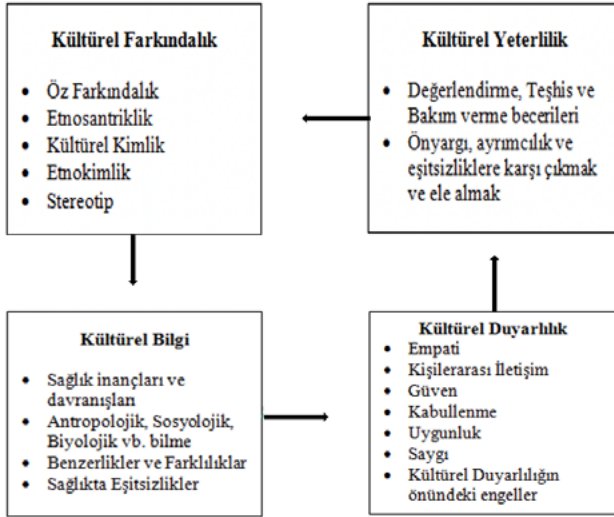 Kültürel Farkındalık
• Öz Farkındalık
• Etnosantriklik
• Kültürel Kimlik
• Etnokimlik
• Stereotip
Kültürel Yeterlilik
• Değerlendirme, Teşhis ve
Bakım verme becerileri
• Önyargı, ayrımcılık ve
eşitsizliklere karşı çıkmak
ve ele almak
Kültürel Bilgi
• Sağlık inançları ve
davranışları
• Antropolojik, Sosyolojik,
Biyolojik vb. bilme
• Benzerlikler ve Farklılıklar
• Sağlıkta Eşitsizlikler
Kültürel Duyarlılık
• Empati
• Kişilerarası İletişim
• Güven
• Kabullenme
• Uygunluk
• Saygı
• Kültürel Duyarlılığın
önündeki engeller